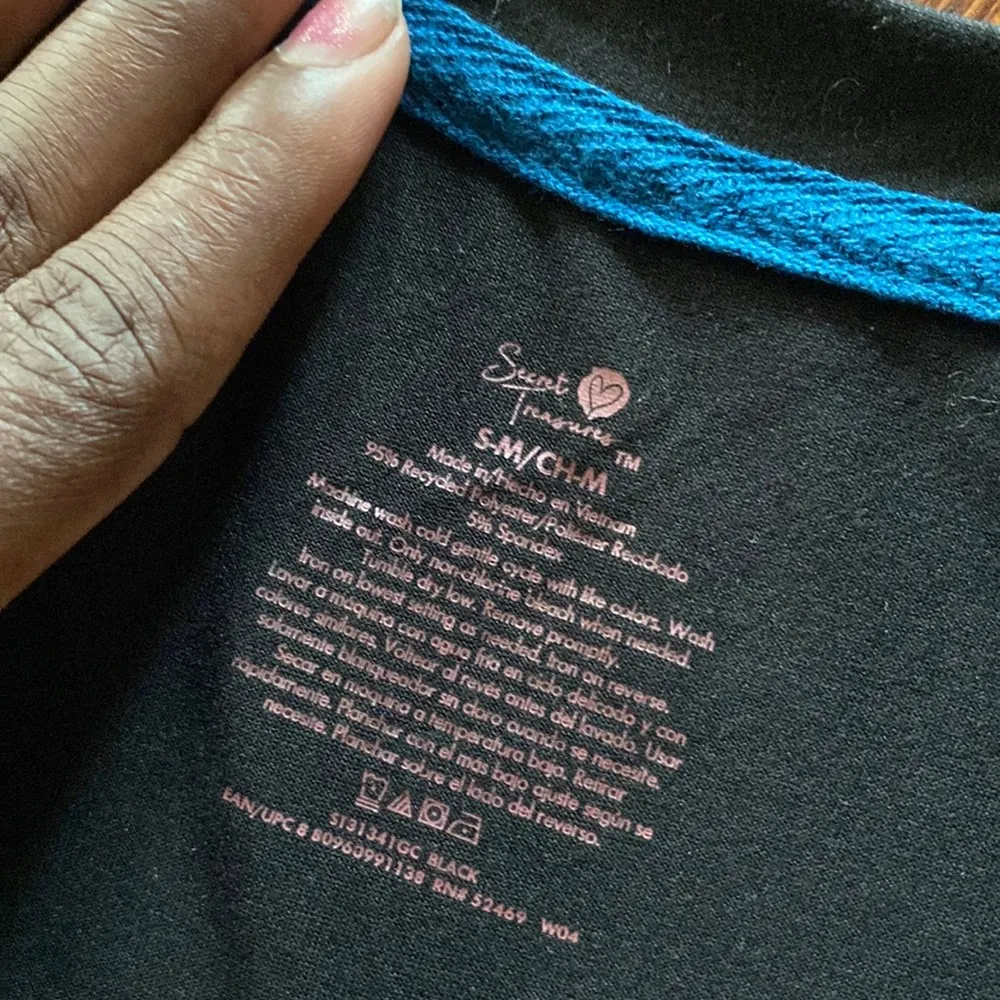 Secret
Treasures™
S-M/CH-M
Made in/Hecho en Vietnam
95% Recycled Polyester/Poliéster Reciclado
5% Spandex
Machine wash cold gentle cycle with like colors. Wash
inside out. Only non-chlorine bleach when needed.
Tumble dry low. Remove promptly.
Iron on lowest setting as needed. Iron on reverse.
Lavar a máquina con agua fria en ciclo delicado y con
colores similares. Voltear al revés antes del lavado. Usar
solamente blanqueador sin cloro cuando se necesite.
Secar en maquina a temperatura baja. Retirar
rápidamente. Planchar con el más bajo ajuste según se
necesite. Planchar sobre el lado del reverso.
ST3134TGC BLACK
EAN/UPC 8 80960991138 RN# 52469 W04